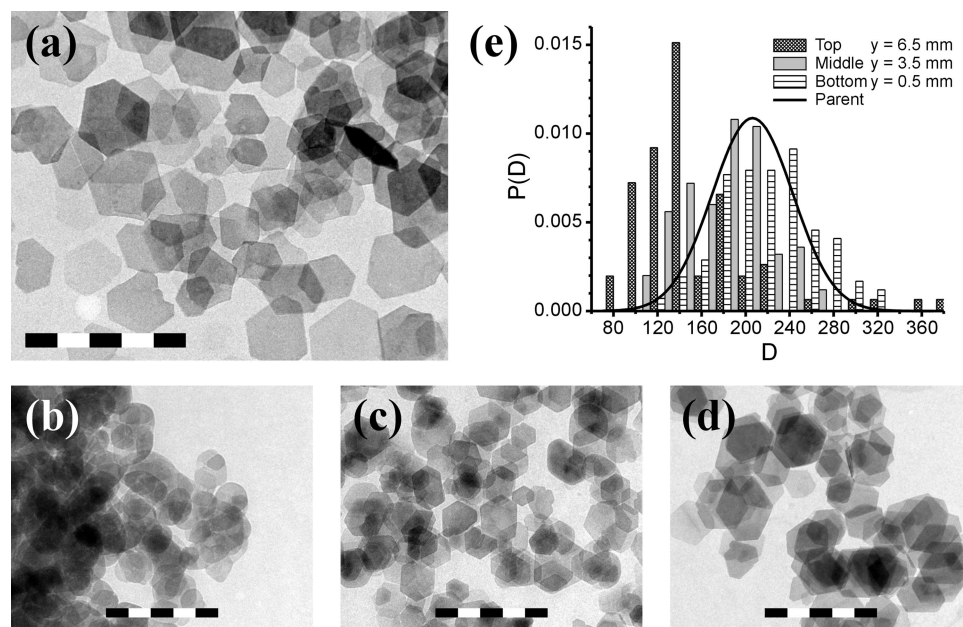 (a)
(e)
0.015
0.010
0.005
0.000
P(D)
Top y = 6.5 mm
Middle y = 3.5 mm
Bottom y = 0.5 mm
Parent
80 120 160 200 240 280 320 360
D
(b)
(c)
(d)